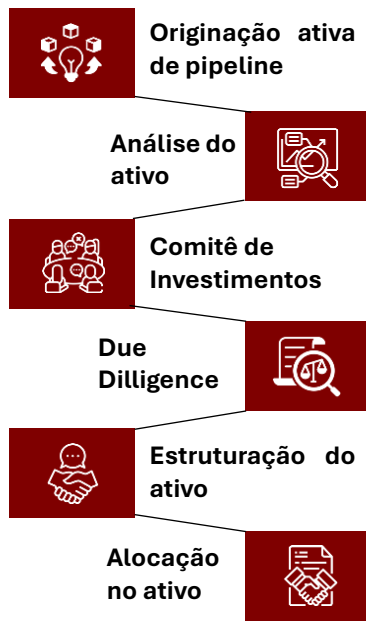 Originação ativa
de pipeline
Análise do
ativo
Comitê de
Investimentos
Due
Dilligence
Estruturação do
ativo
Alocação
no ativo